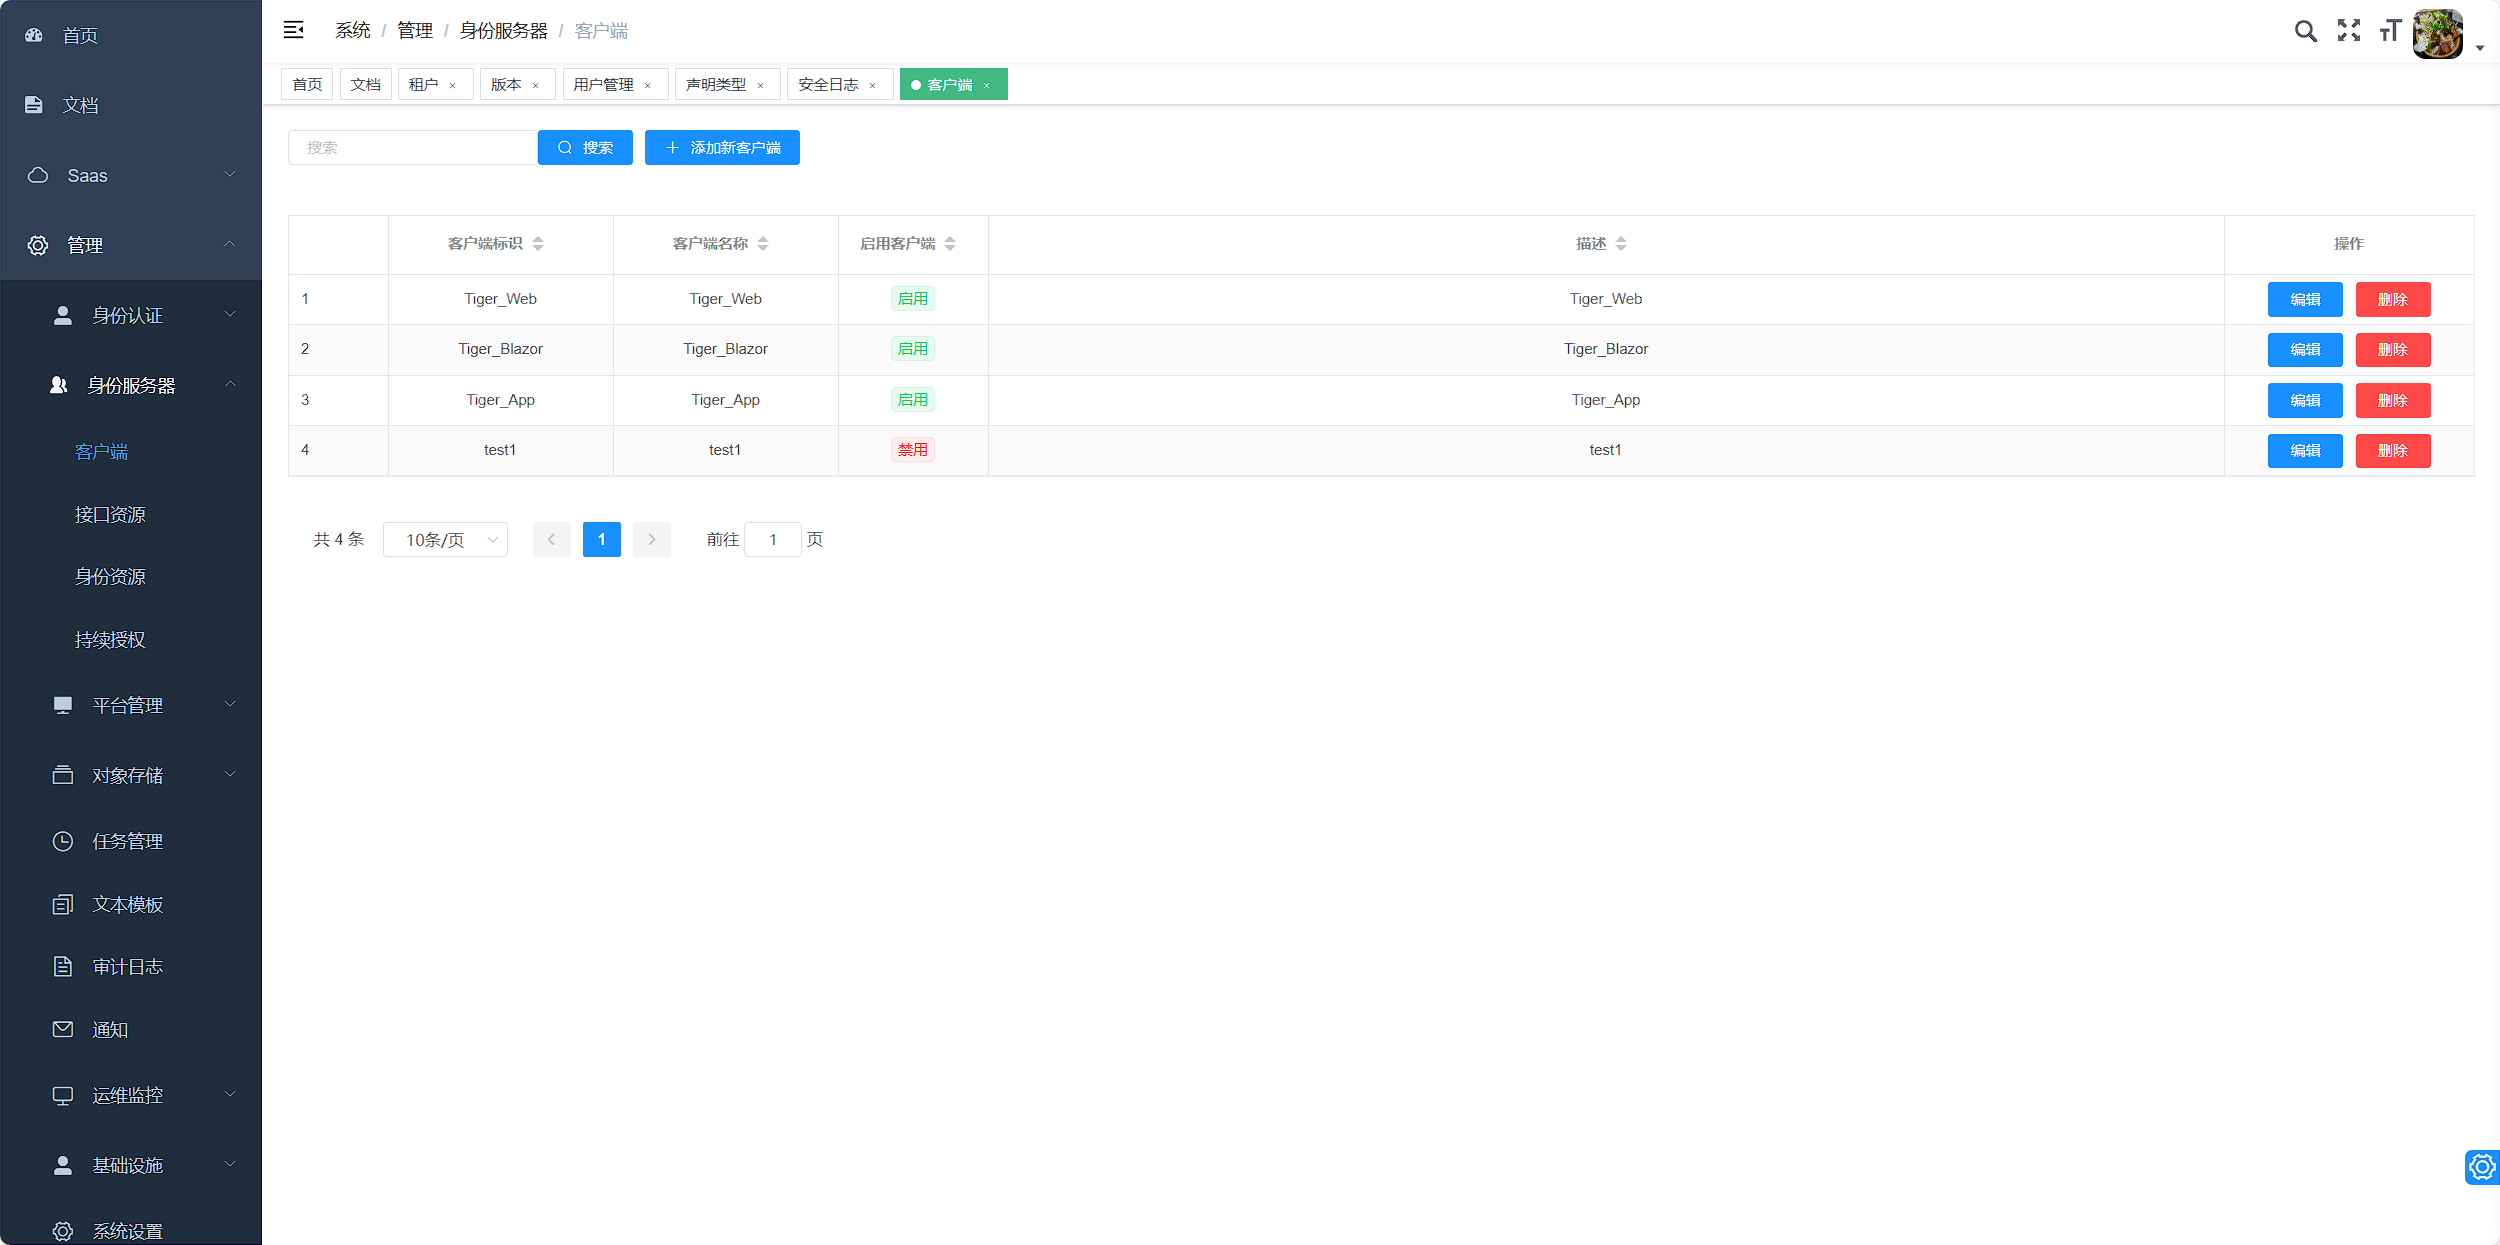 首页
文档
Saas
管理
身份认证
身份服务器
客户端
接口资源
身份资源
持续授权
平台管理
对象存储
任务管理
文本模板
审计日志
通知
运维监控
基础设施
系统设置
系统 / 管理 / 身份服务器 / 客户端
首页 文档 租户 × 版本 × 用户管理 × 声明类型 × 安全日志 × 客户端 ×
搜索 搜索 添加新客户端
客户端标识 客户端名称 启用客户端 描述 操作
1 Tiger_Web Tiger_Web 启用 Tiger_Web 编辑 删除
2 Tiger_Blazor Tiger_Blazor 启用 Tiger_Blazor 编辑 删除
3 Tiger_App Tiger_App 启用 Tiger_App 编辑 删除
4 test1 test1 禁用 test1 编辑 删除
共 4 条 10条/页 1 前往 1 页